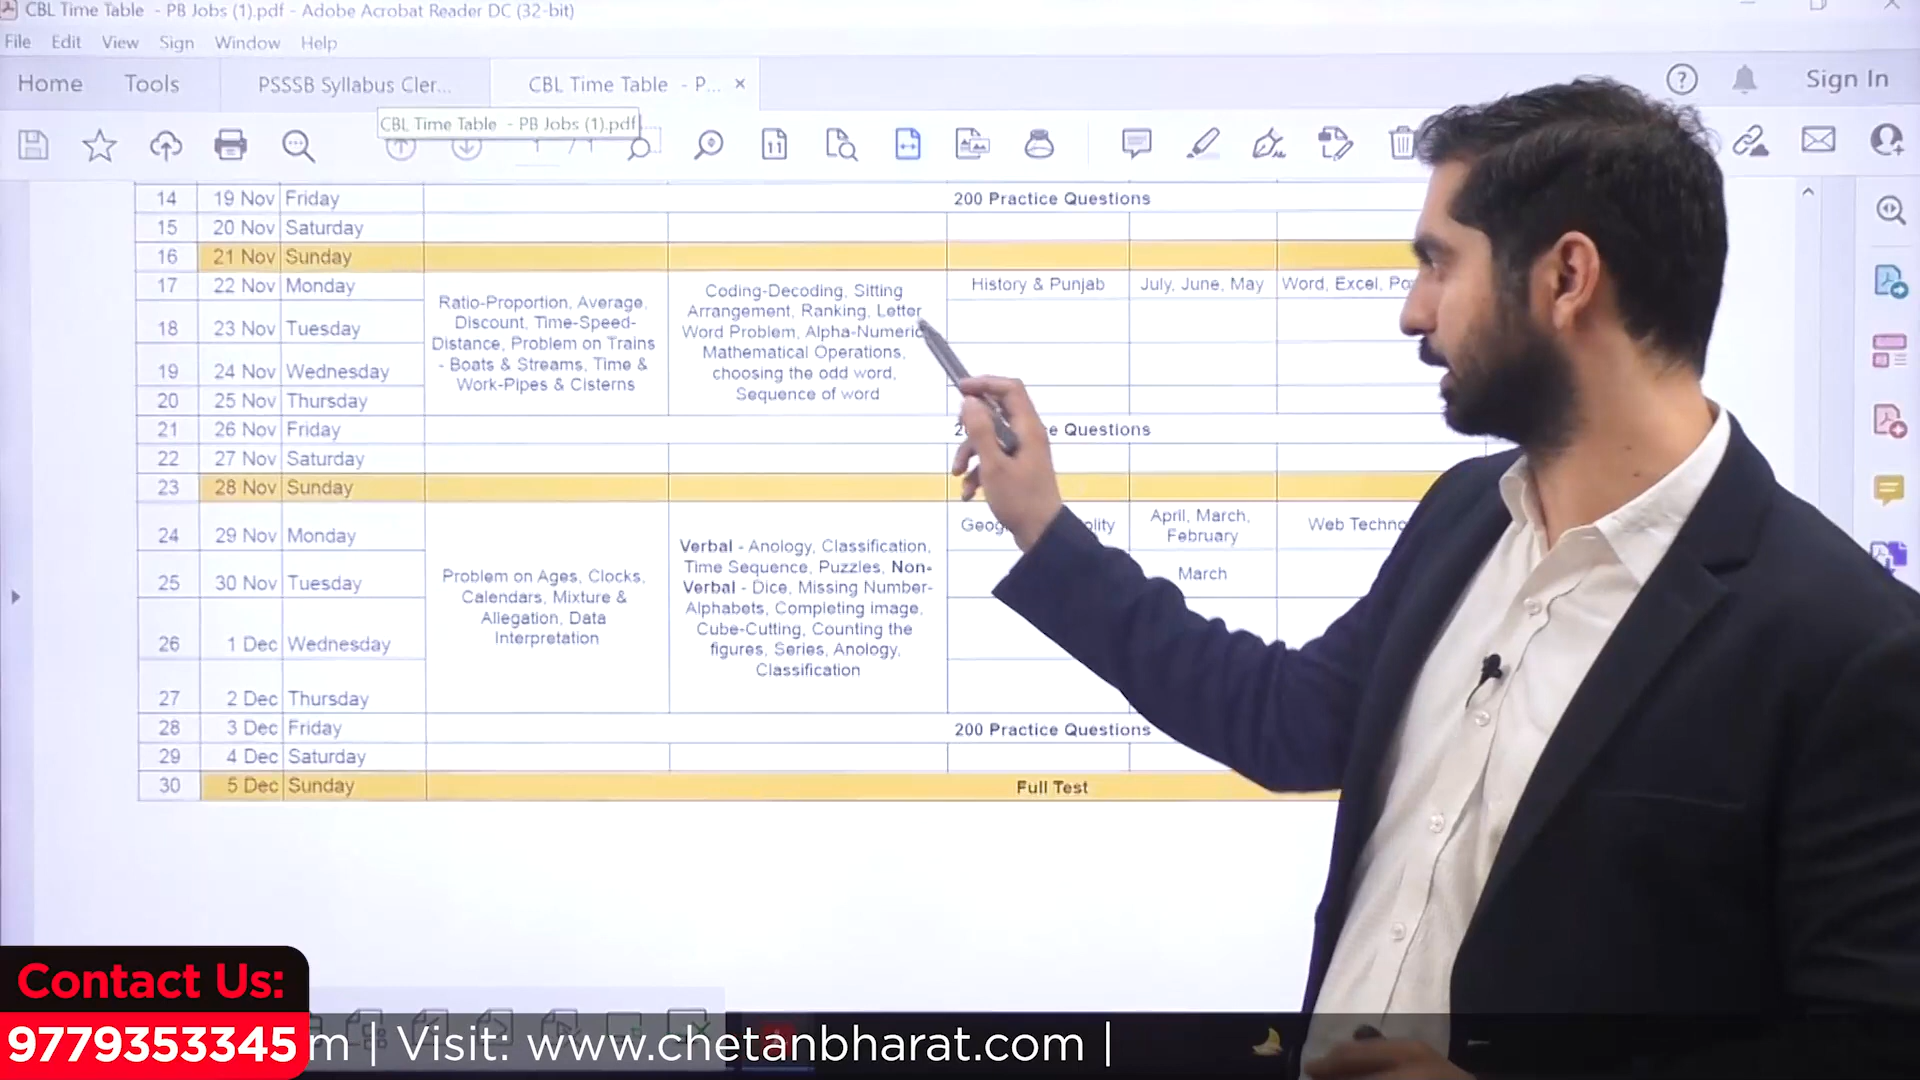 CBL Time Table - PB Jobs (1).pdf - Adobe Acrobat Reader DC (32-bit)
File Edit View Sign Window Help
Home Tools PSSSB Syllabus Cler... CBL Time Table - P... × Sign In
CBL Time Table - PB Jobs (1).pdf
1 / 1
14 19 Nov Friday 200 Practice Questions
15 20 Nov Saturday
16 21 Nov Sunday
17 22 Nov Monday
18 23 Nov Tuesday
19 24 Nov Wednesday
20 25 Nov Thursday
Ratio-Proportion, Average,
Discount, Time-Speed-
Distance, Problem on Trains
- Boats & Streams, Time &
Work-Pipes & Cisterns
Coding-Decoding, Sitting
Arrangement, Ranking, Letter
Word Problem, Alpha-Numeric
Mathematical Operations,
choosing the odd word,
Sequence of word
History & Punjab
July, June, May
Word, Excel,
21 26 Nov Friday Questions
22 27 Nov Saturday
23 28 Nov Sunday
24 29 Nov Monday
25 30 Nov Tuesday
26 1 Dec Wednesday
27 2 Dec Thursday
Problem on Ages, Clocks,
Calendars, Mixture &
Allegation, Data
Interpretation
Verbal - Anology, Classification,
Time Sequence, Puzzles, Non-
Verbal - Dice, Missing Number-
Alphabets, Completing image,
Cube-Cutting, Counting the
figures, Series, Anology,
Classification
April, March,
February
March
Web
28 3 Dec Friday 200 Practice Questions
29 4 Dec Saturday
30 5 Dec Sunday Full Test
Contact Us:
9779353345
m | Visit: www.chetanbharat.com |